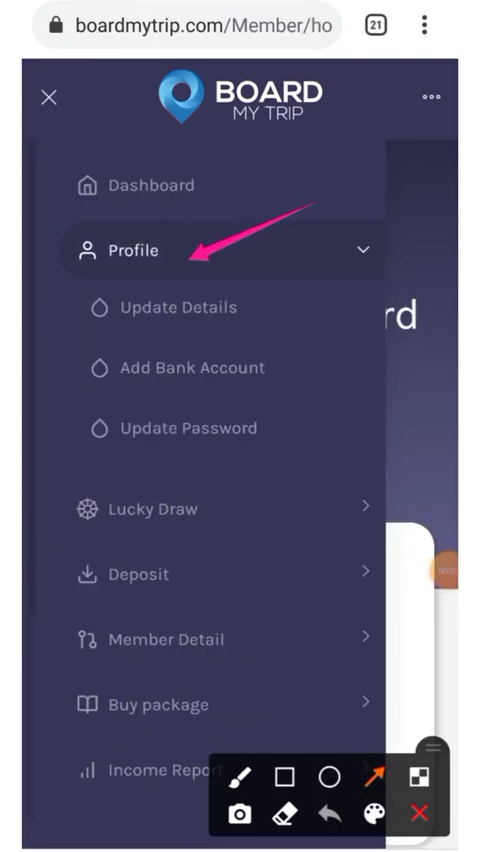 boardmytrip.com/Member/ho
21
BOARD
MY TRIP
Dashboard
Profile
rd
Update Details
Add Bank Account
Update Password
Lucky Draw
Deposit
Member Detail
Buy package
Income Report